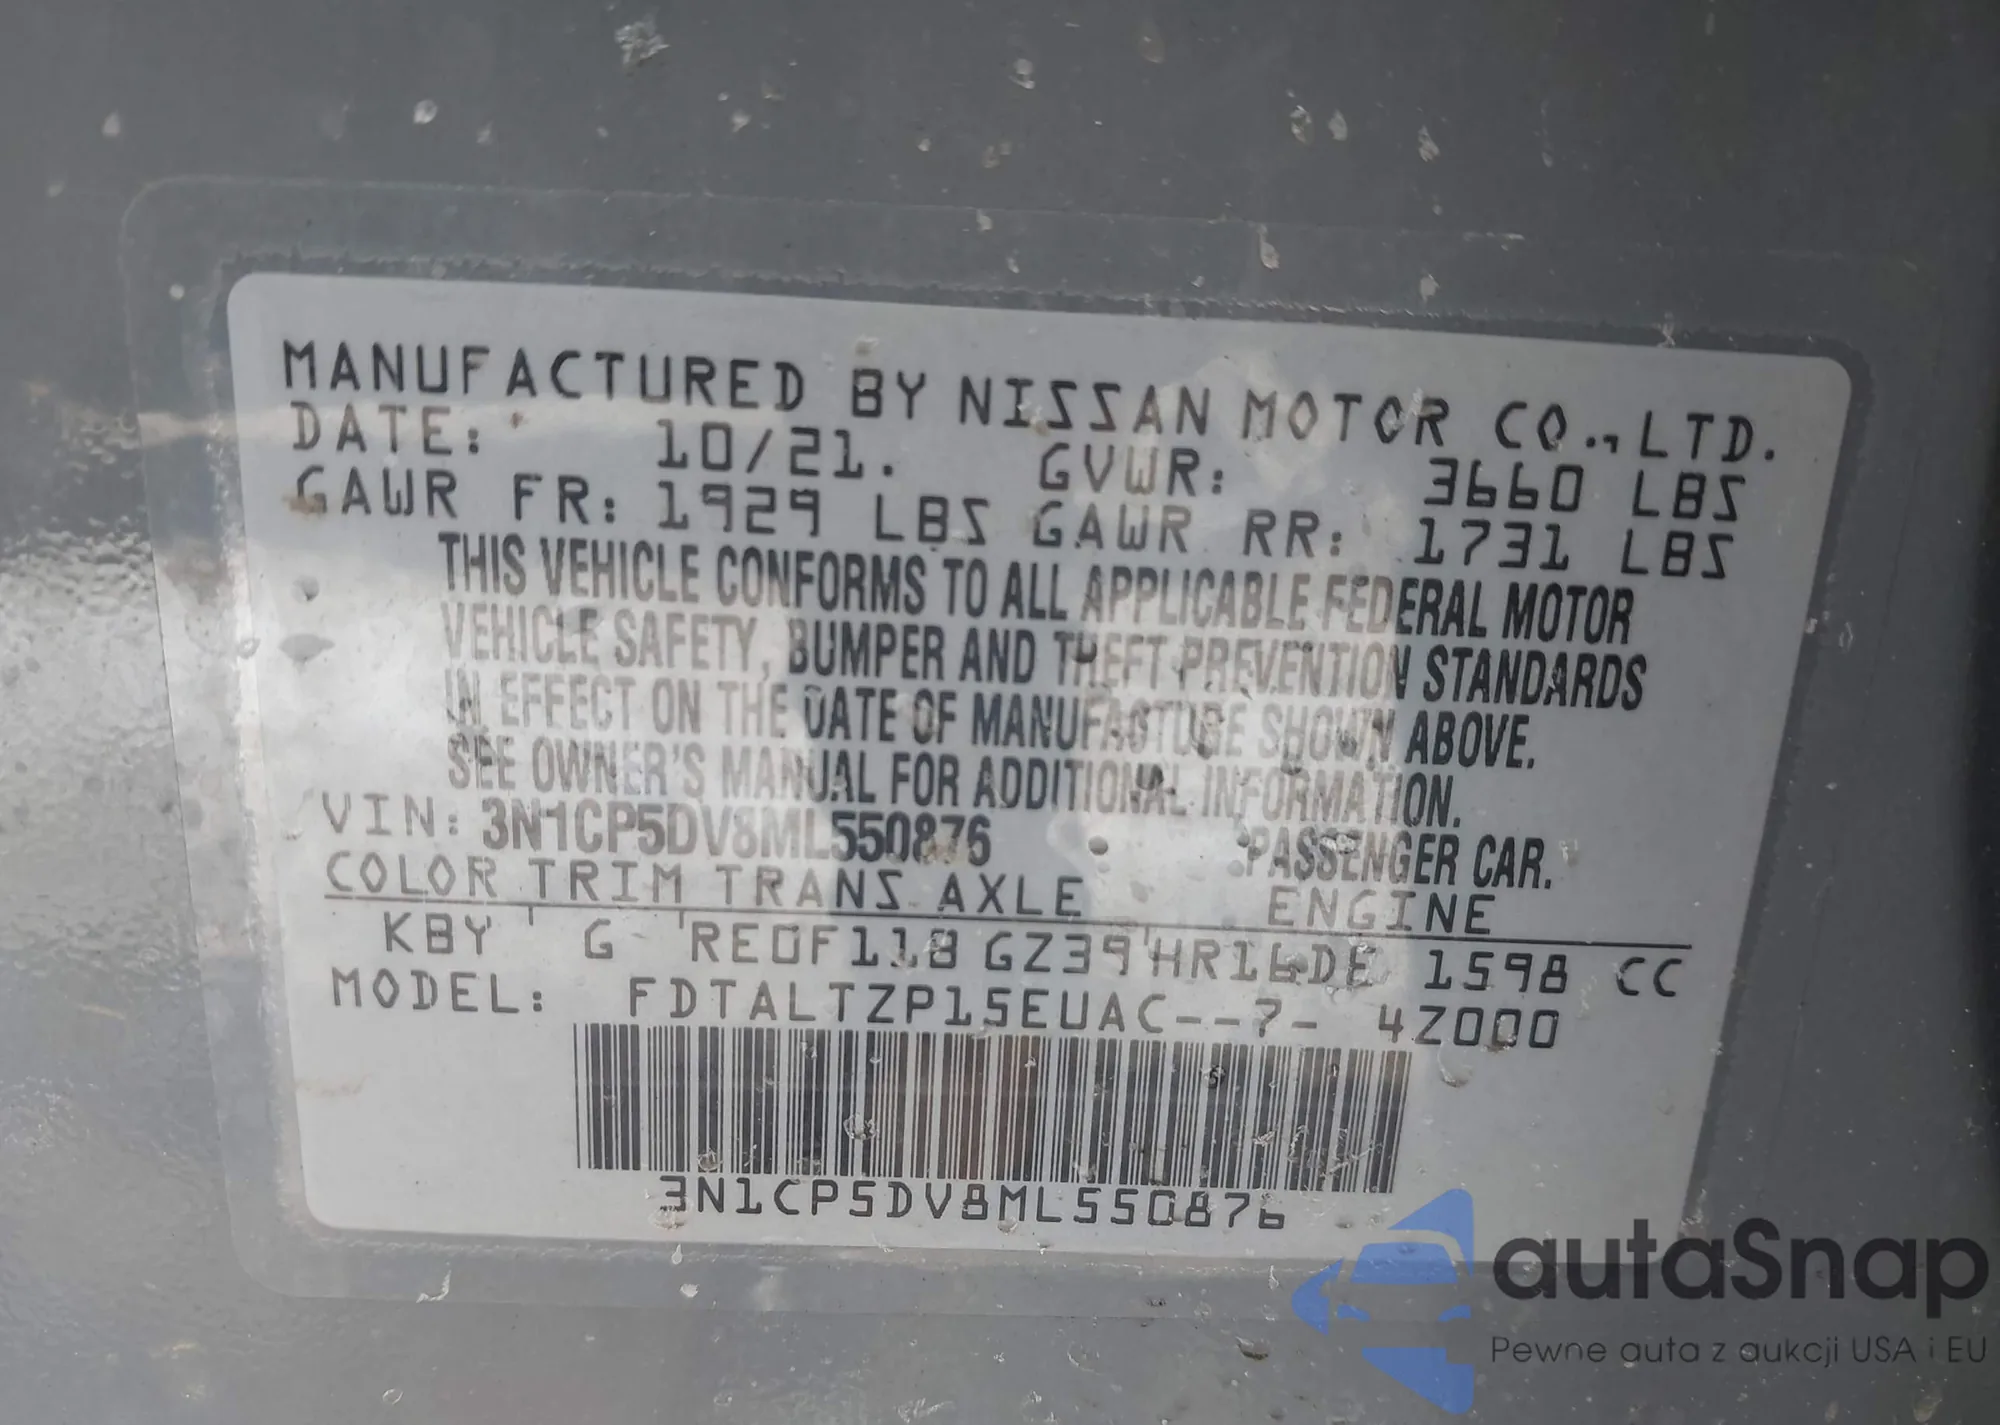 MANUFACTURED BY NISSAN MOTOR CO., LTD.
DATE: 10/21. GVWR: 3660 LBS
GAWR FR: 1929 LBS GAWR RR: 1731 LBS
THIS VEHICLE CONFORMS TO ALL APPLICABLE FEDERAL MOTOR
VEHICLE SAFETY, BUMPER AND THEFT PREVENTION STANDARDS
IN EFFECT ON THE DATE OF MANUFACTURE SHOWN ABOVE.
SEE OWNER'S MANUAL FOR ADDITIONAL INFORMATION.
VIN: 3N1CP5DV8ML550876 PASSENGER CAR.
COLOR TRIM TRANS. AXLE ENGINE
KBY G RE0F11B GZ39 HR16DE 1598 CC
MODEL: FDTALTZP15EUAC--7- 4Z000
3N1CP5DV8ML550876
autaSnap
Pewne auta z aukcji USA i EU